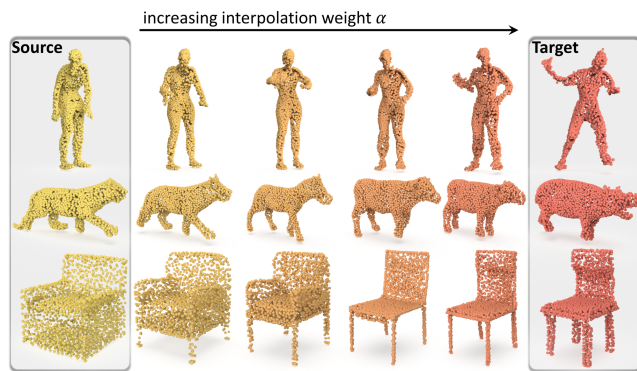 increasing interpolation weight α
Source
Target